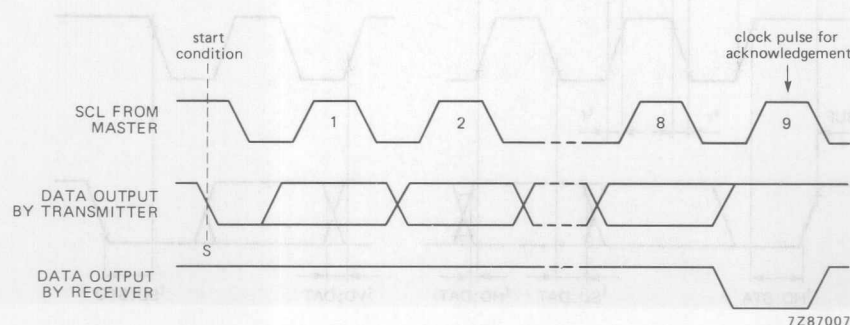 start
condition
clock pulse for
acknowledgement
SCL FROM
MASTER
1
2
8
9
DATA OUTPUT
BY TRANSMITTER
S
DATA OUTPUT
BY RECEIVER
7Z87007